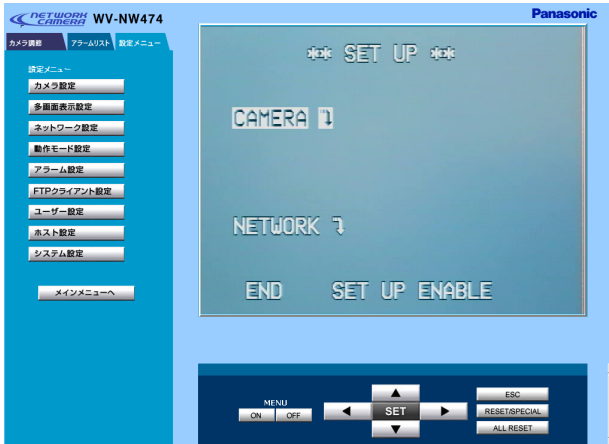 NETWORK CAMERA WV-NW474
Panasonic
カメラ調整 アラームリスト 設定メニュー
設定メニュー
カメラ設定
多画面表示設定
ネットワーク設定
動作モード設定
アラーム設定
FTPクライアント設定
ユーザー設定
ホスト設定
システム設定
メインメニューへ
** SET UP **
CAMERA
NETWORK
END SET UP ENABLE
MENU
ON OFF
SET
ESC
RESET/SPECIAL
ALL RESET